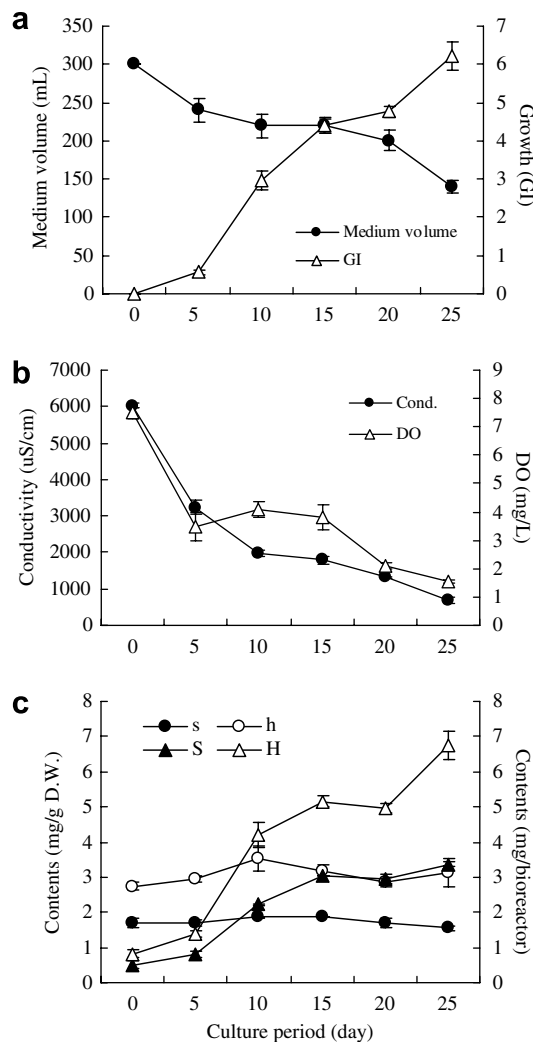 a
Medium volume (mL)
350
300
250
200
150
100
50
0
7
6
5
4
3
2
1
0
Growth (GI)
Medium volume
GI
0 5 10 15 20 25
b
Conductivity (uS/cm)
7000
6000
5000
4000
3000
2000
1000
0
9
8
7
6
5
4
3
2
1
0
DO (mg/L)
Cond.
DO
0 5 10 15 20 25
c
Contents (mg/g D.W.)
8
7
6
5
4
3
2
1
0
8
7
6
5
4
3
2
1
0
Contents (mg/bioreactor)
s h
S H
0 5 10 15 20 25
Culture period (day)